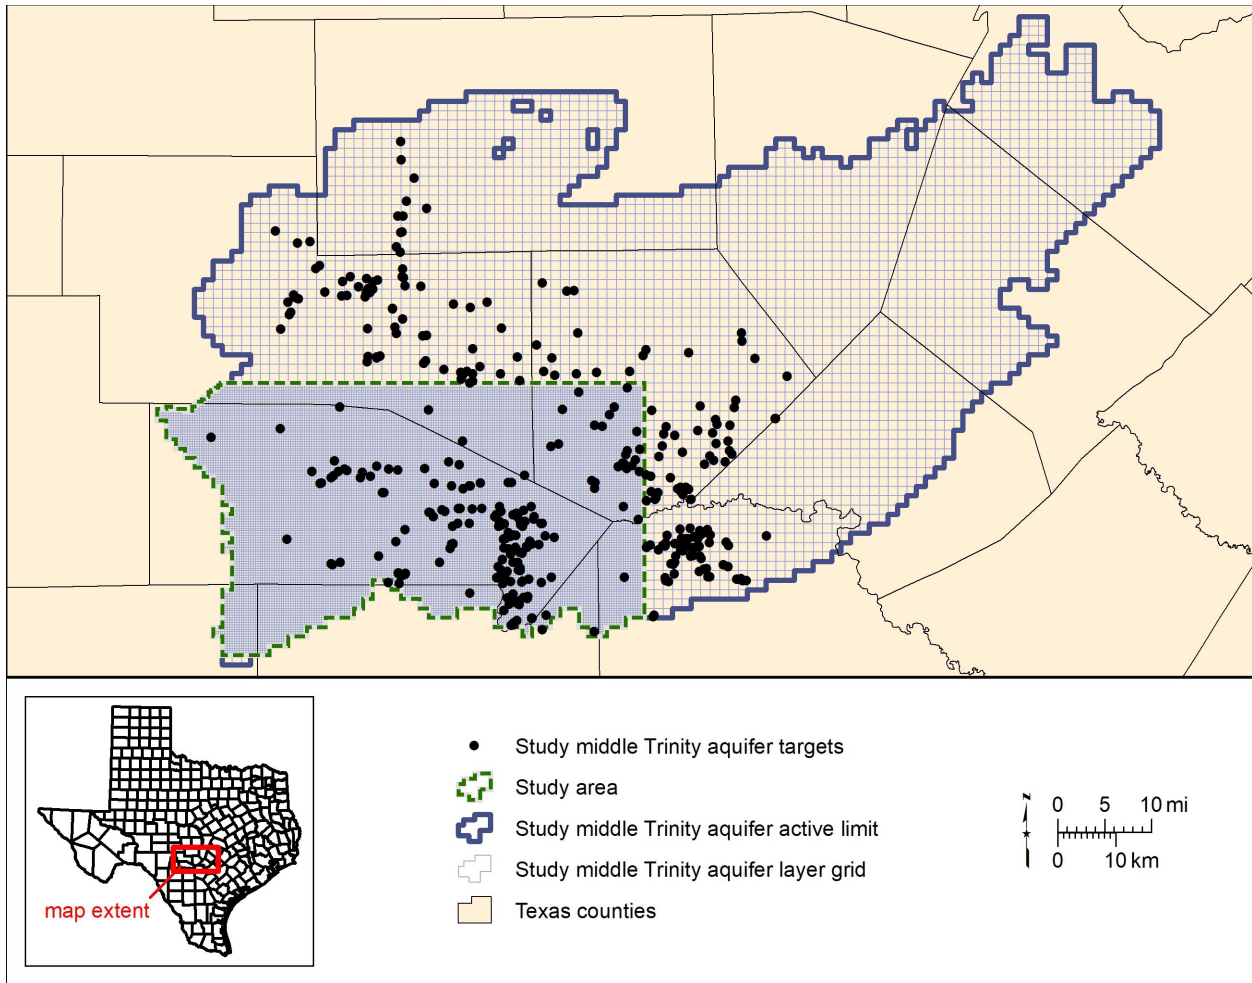 Study middle Trinity aquifer targets
Study area
Study middle Trinity aquifer active limit
Study middle Trinity aquifer layer grid
Texas counties
map extent
N
0 5 10 mi
0 10 km